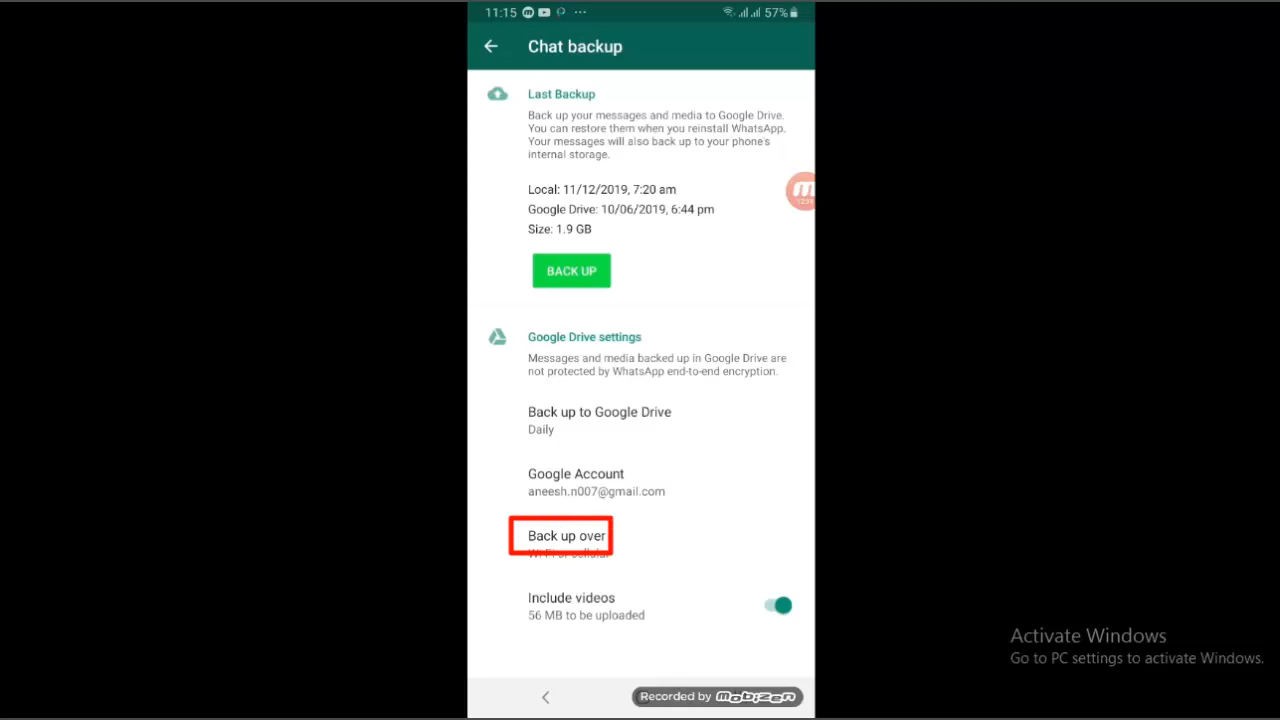 11:15 57%
Chat backup
Last Backup
Back up your messages and media to Google Drive.
You can restore them when you reinstall WhatsApp.
Your messages will also back up to your phone's
internal storage.
Local: 11/12/2019, 7:20 am
Google Drive: 10/06/2019, 6:44 pm
Size: 1.9 GB
BACK UP
Google Drive settings
Messages and media backed up in Google Drive are
not protected by WhatsApp end-to-end encryption.
Back up to Google Drive
Daily
Google Account
aneesh.n007@gmail.com
Back up over
Wi-Fi or cellular
Include videos
56 MB to be uploaded
Activate Windows
Go to PC settings to activate Windows.
Recorded by mobizen